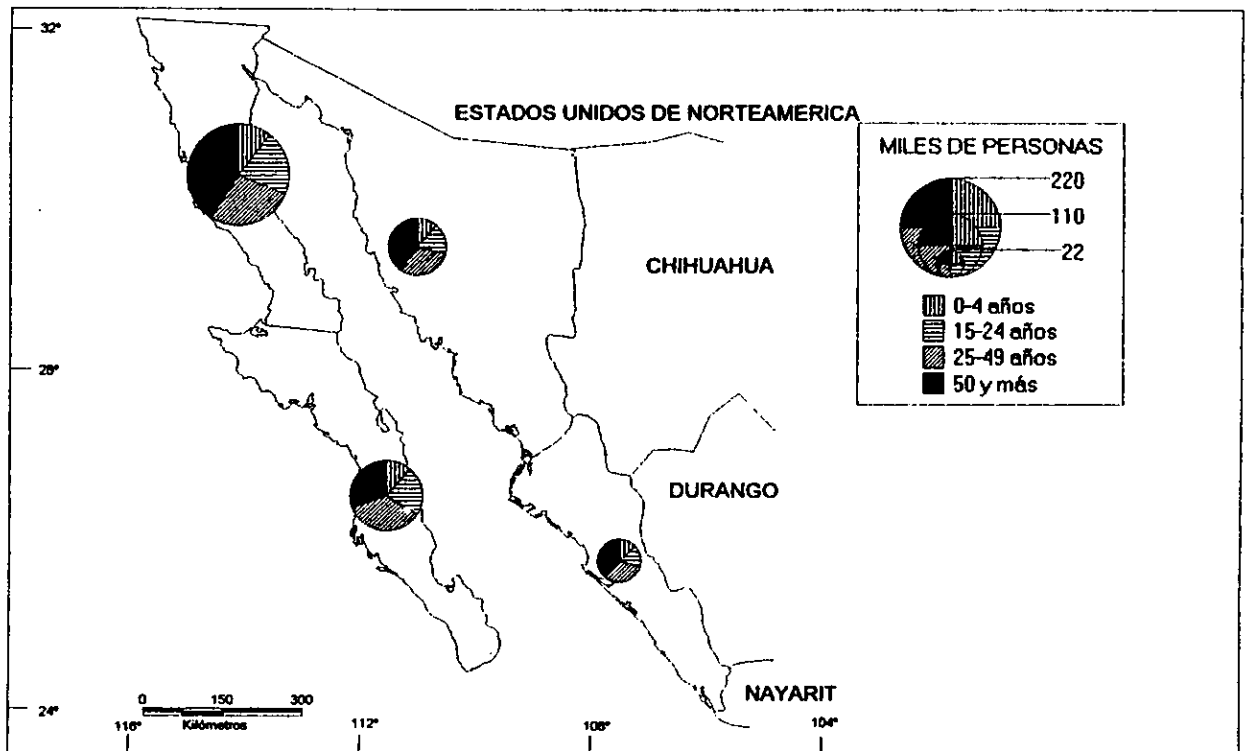 32°
ESTADOS UNIDOS DE NORTEAMERICA
MILES DE PERSONAS
220
110
22
CHIHUAHUA
0-4 años
15-24 años
25-49 años
50 y más
28°
DURANGO
NAYARIT
0 150 300
Kilómetros
24°
116° 112° 108° 104°